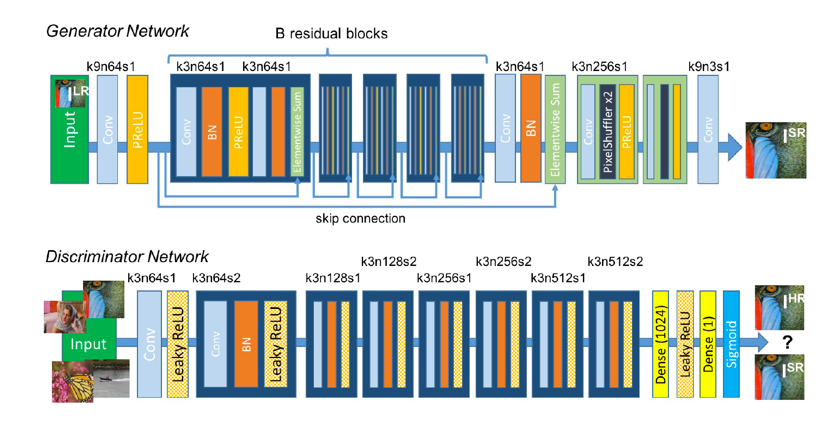 Generator Network
B residual blocks
k9n64s1
k3n64s1 k3n64s1
k3n64s1
k3n256s1
k9n3s1
I LR
Input
Conv
PReLU
Conv
BN
PReLU
Elementwise Sum
Conv
BN
Elementwise Sum
Conv
PixelShuffler x2
PReLU
Conv
I SR
skip connection
Discriminator Network
k3n64s1
k3n64s2
k3n128s1
k3n128s2
k3n256s1
k3n256s2
k3n512s1
k3n512s2
Input
Conv
Leaky ReLU
Conv
BN
Leaky ReLU
Dense (1024)
Leaky ReLU
Dense (1)
Sigmoid
I HR
?
I SR